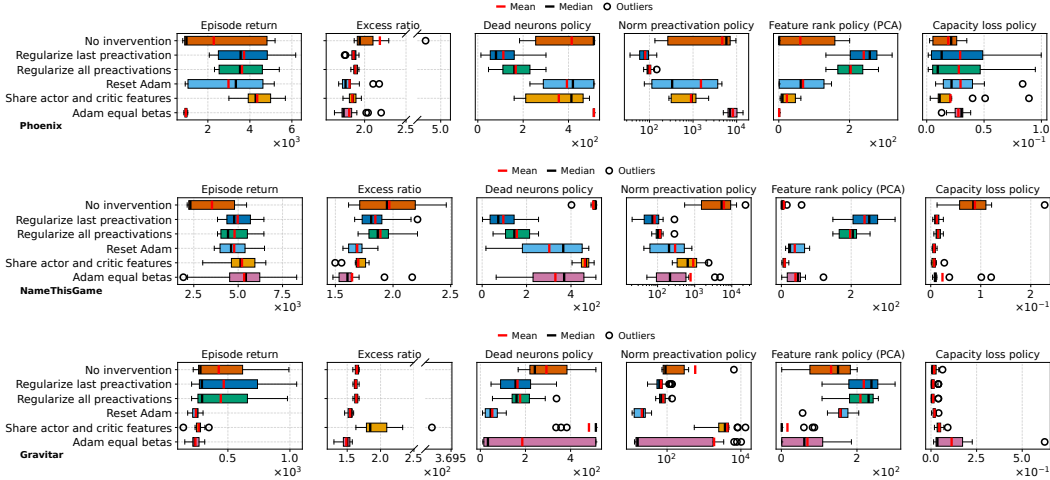 Mean Median Outliers
Episode return Excess ratio Dead neurons policy Norm preactivation policy Feature rank policy (PCA) Capacity loss policy
No invervention
Regularize last preactivation
Regularize all preactivations
Reset Adam
Share actor and critic features
Adam equal betas
2 4 6 2.0 2.5 5.0 0 2 4 10² 10³ 10⁴ 0 2 0.0 0.5 1.0
Phoenix ×10³ ×10² ×10² ×10⁻¹
Mean Median Outliers
Episode return Excess ratio Dead neurons policy Norm preactivation policy Feature rank policy (PCA) Capacity loss policy
No invervention
Regularize last preactivation
Regularize all preactivations
Reset Adam
Share actor and critic features
Adam equal betas
2.5 5.0 7.5 1.5 2.0 2.5 0 2 4 10² 10³ 10⁴ 0 2 0 1 2
NameThisGame ×10³ ×10² ×10² ×10⁻¹
Mean Median Outliers
Episode return Excess ratio Dead neurons policy Norm preactivation policy Feature rank policy (PCA) Capacity loss policy
No invervention
Regularize last preactivation
Regularize all preactivations
Reset Adam
Share actor and critic features
Adam equal betas
0.5 1.0 1.5 2.0 2.5 3.695 0 2 4 10² 10⁴ 0 2 0.0 2.5 5.0
Gravitar ×10³ ×10² ×10² ×10² ×10⁻¹